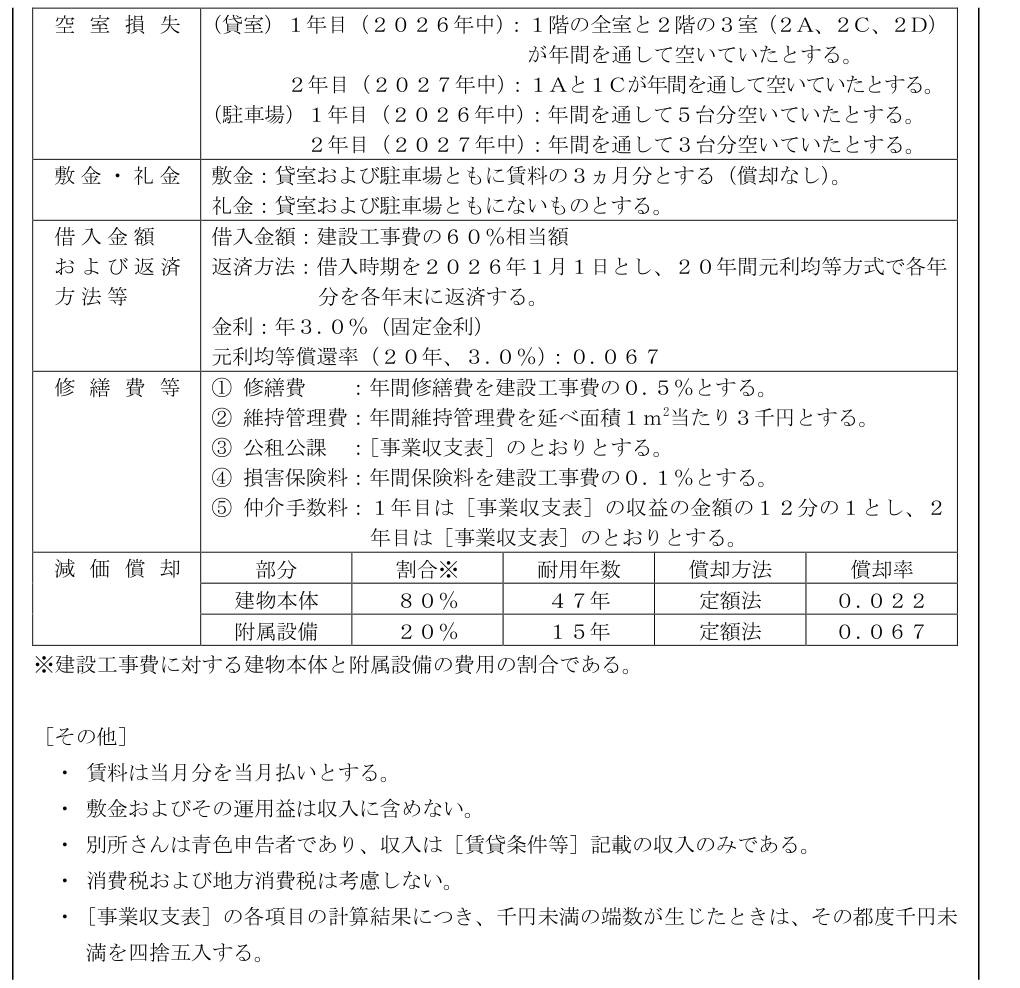 空室損失 （貸室）１年目（２０２６年中）：１階の全室と２階の３室（２Ａ、２Ｃ、２Ｄ）
が年間を通して空いていたとする。
２年目（２０２７年中）：１Ａと１Ｃが年間を通して空いていたとする。
（駐車場）１年目（２０２６年中）：年間を通して５台分空いていたとする。
２年目（２０２７年中）：年間を通して３台分空いていたとする。
敷金・礼金 敷金：貸室および駐車場ともに賃料の３ヵ月分とする（償却なし）。
礼金：貸室および駐車場ともにないものとする。
借入金額 借入金額：建設工事費の６０％相当額
および返済 返済方法：借入時期を２０２６年１月１日とし、２０年間元利均等方式で各年
方法等 分を各年末に返済する。
金利：年３.０％（固定金利）
元利均等償還率（２０年、３.０％）：０.０６７
修繕費等 ① 修繕費 ：年間修繕費を建設工事費の０.５％とする。
② 維持管理費：年間維持管理費を延べ面積１ｍ²当たり３千円とする。
③ 公租公課 ：［事業収支表］のとおりとする。
④ 損害保険料：年間保険料を建設工事費の０.１％とする。
⑤ 仲介手数料：１年目は［事業収支表］の収益の金額の１２分の１とし、２
年目は［事業収支表］のとおりとする。
減価償却 部分 割合※ 耐用年数 償却方法 償却率
建物本体 ８０％ ４７年 定額法 ０.０２２
附属設備 ２０％ １５年 定額法 ０.０６７
※建設工事費に対する建物本体と附属設備の費用の割合である。
［その他］
・ 賃料は当月分を当月払いとする。
・ 敷金およびその運用益は収入に含めない。
・ 別所さんは青色申告者であり、収入は［賃貸条件等］記載の収入のみである。
・ 消費税および地方消費税は考慮しない。
・［事業収支表］の各項目の計算結果につき、千円未満の端数が生じたときは、その都度千円未
満を四捨五入する。